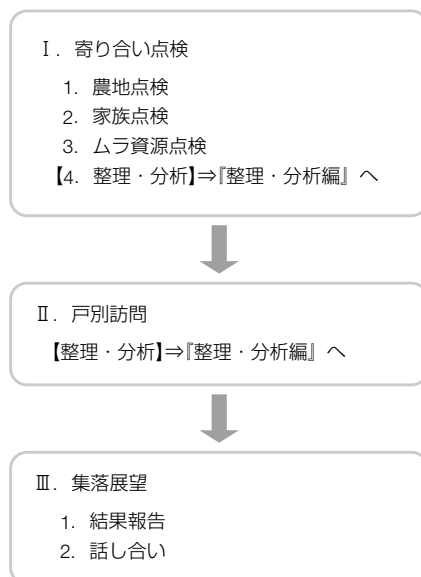 Ⅰ．寄り合い点検
1．農地点検
2．家族点検
3．ムラ資源点検
【4．整理・分析】⇒『整理・分析編』へ
Ⅱ．戸別訪問
【整理・分析】⇒『整理・分析編』へ
Ⅲ．集落展望
1．結果報告
2．話し合い